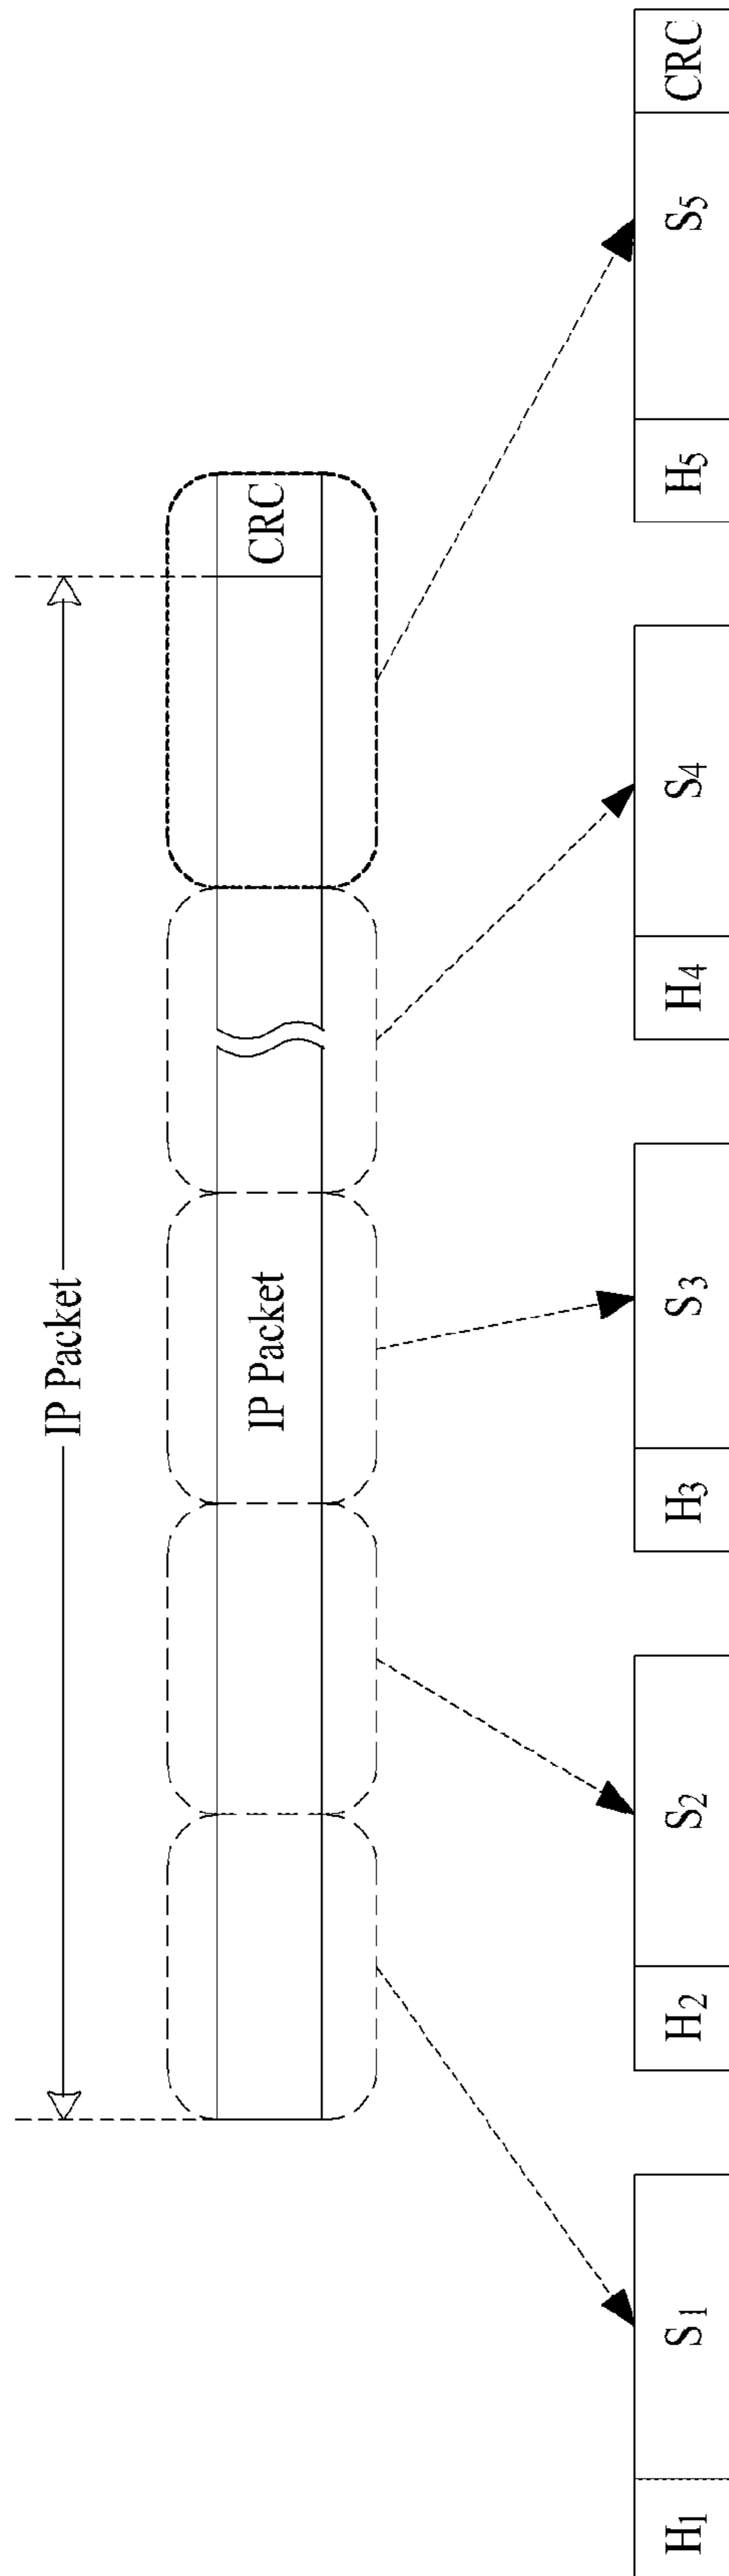 IP Packet
IP Packet CRC
H₁ S₁ H₂ S₂ H₃ S₃ H₄ S₄ H₅ S₅ CRC